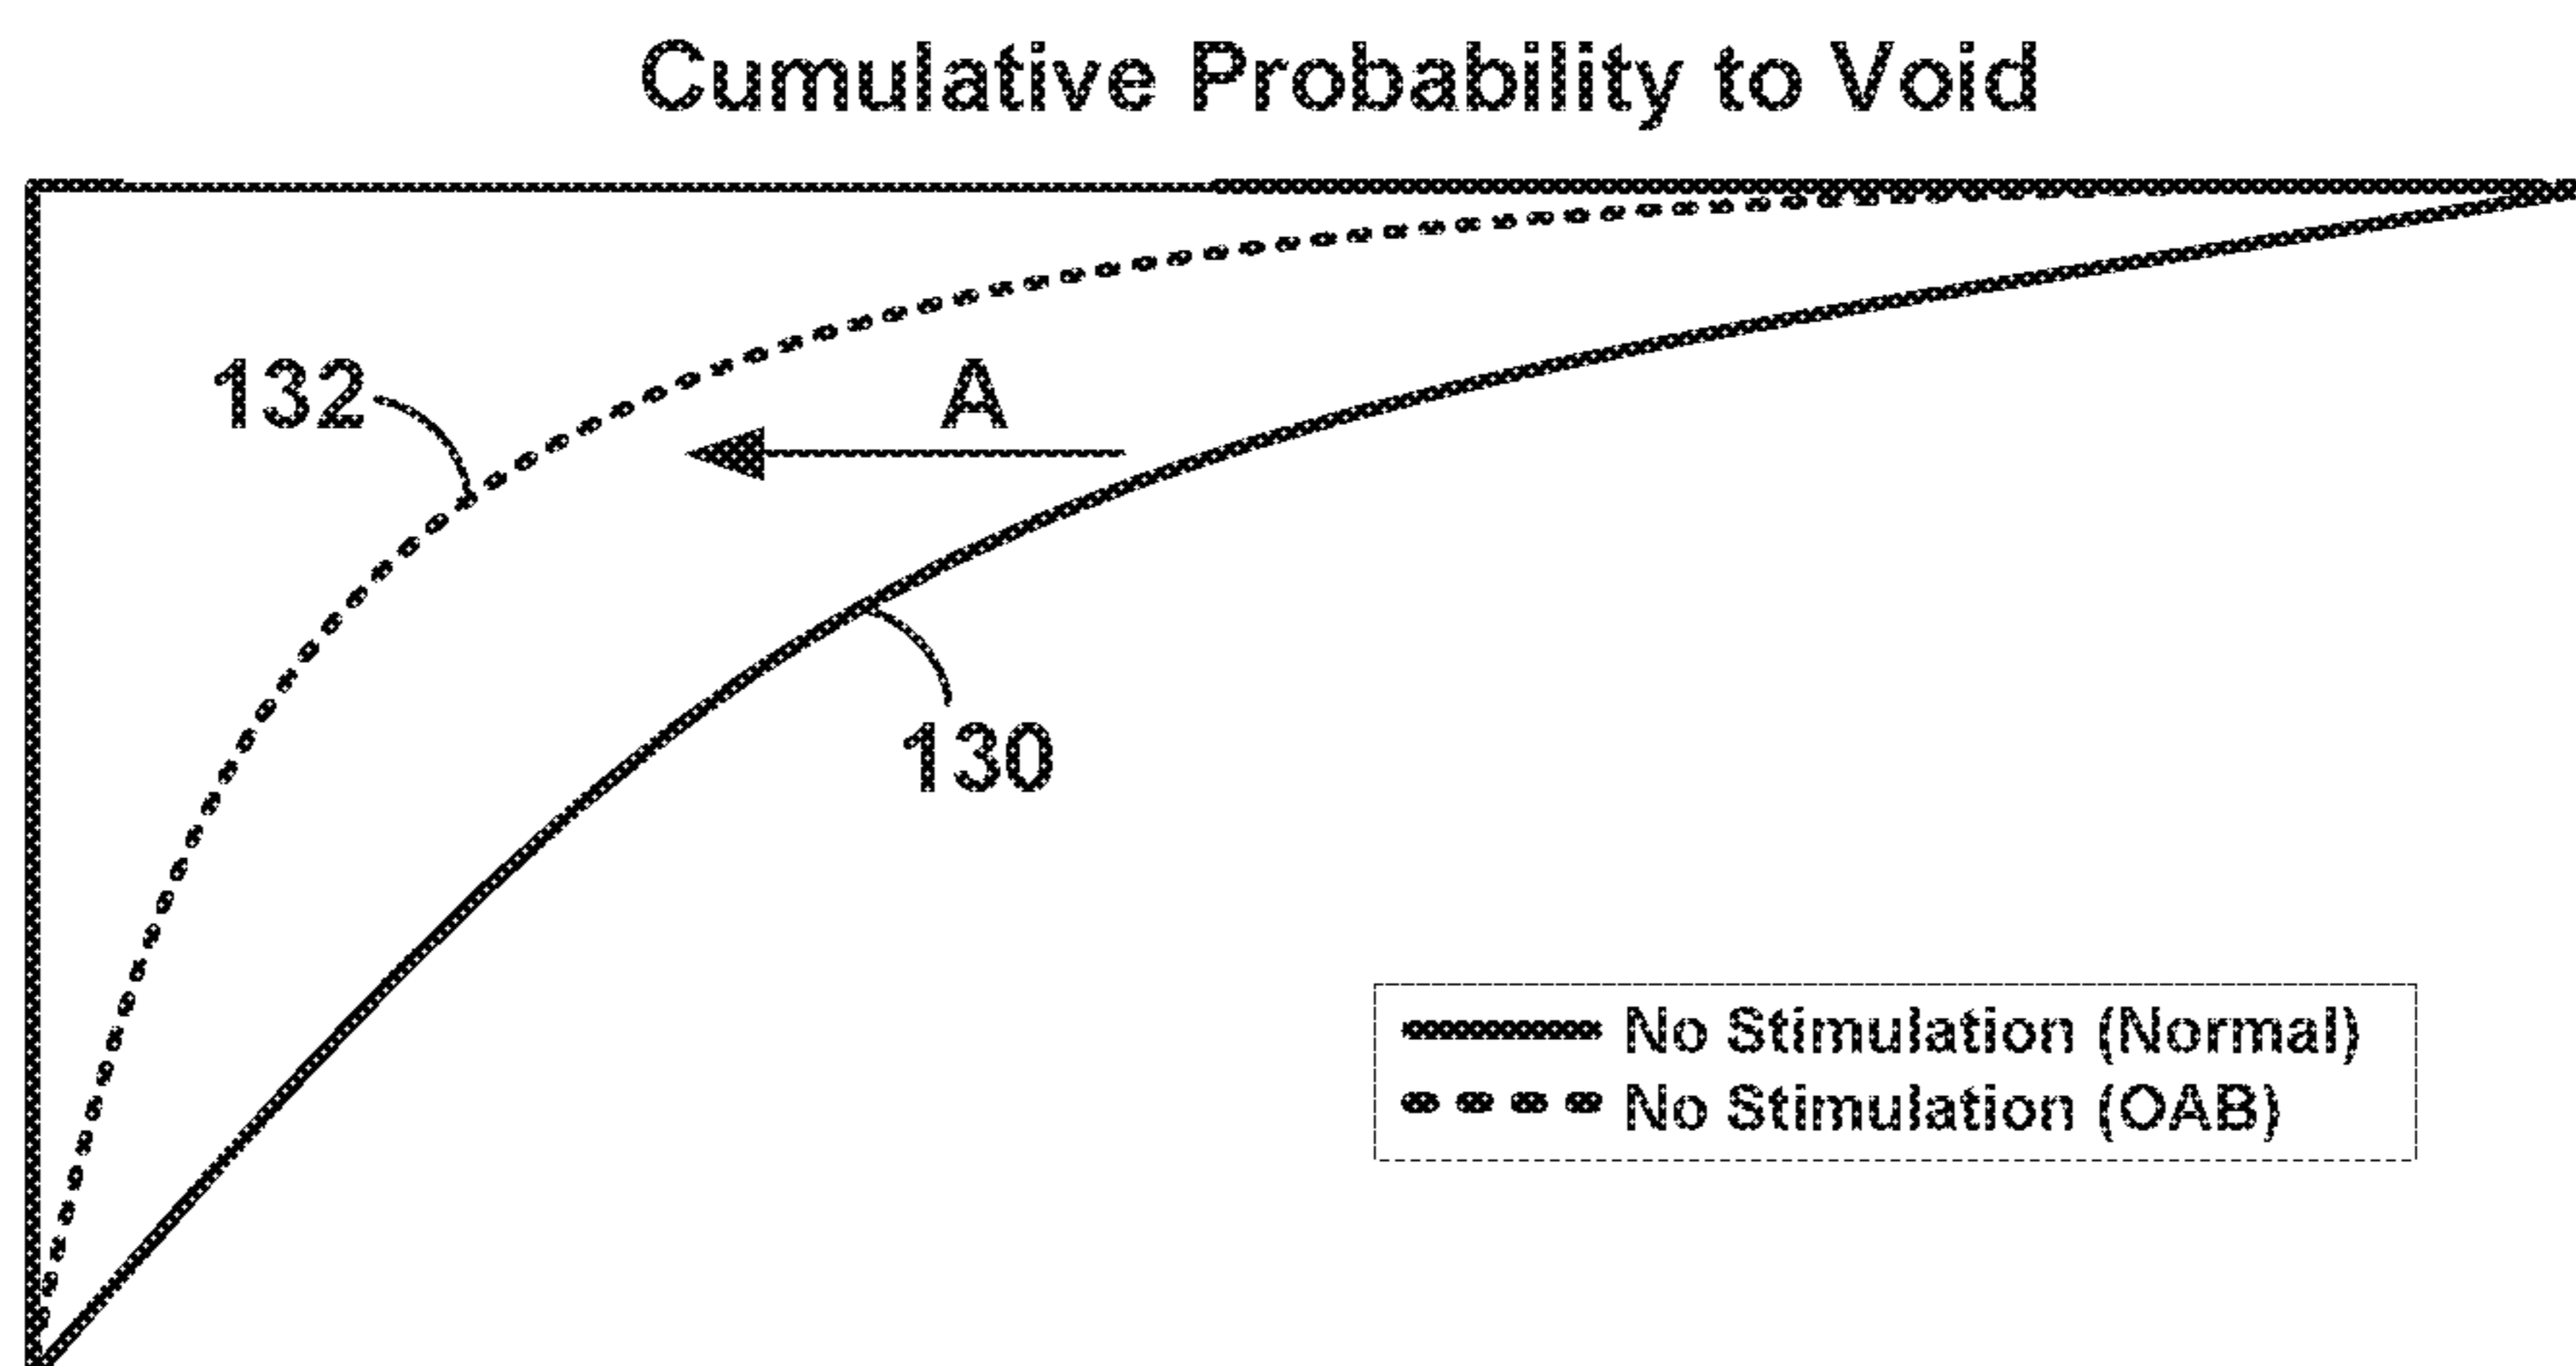 Cumulative Probability to Void
132
A
130
No Stimulation (Normal)
No Stimulation (OAB)